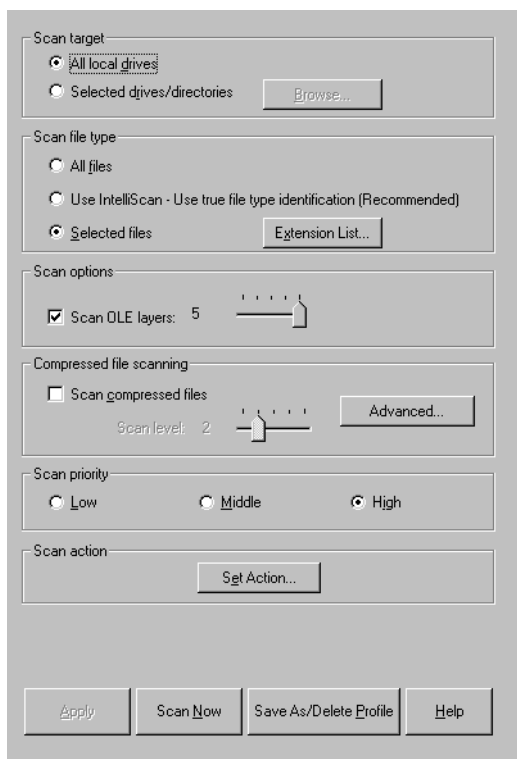 Scan target
All local drives
Selected drives/directories
Browse...
Scan file type
All files
Use IntelliScan - Use true file type identification (Recommended)
Selected files
Extension List...
Scan options
Scan OLE layers: 5
Compressed file scanning
Scan compressed files
Scan level: 2
Advanced...
Scan priority
Low Middle High
Scan action
Set Action...
Apply Scan Now Save As/Delete Profile Help